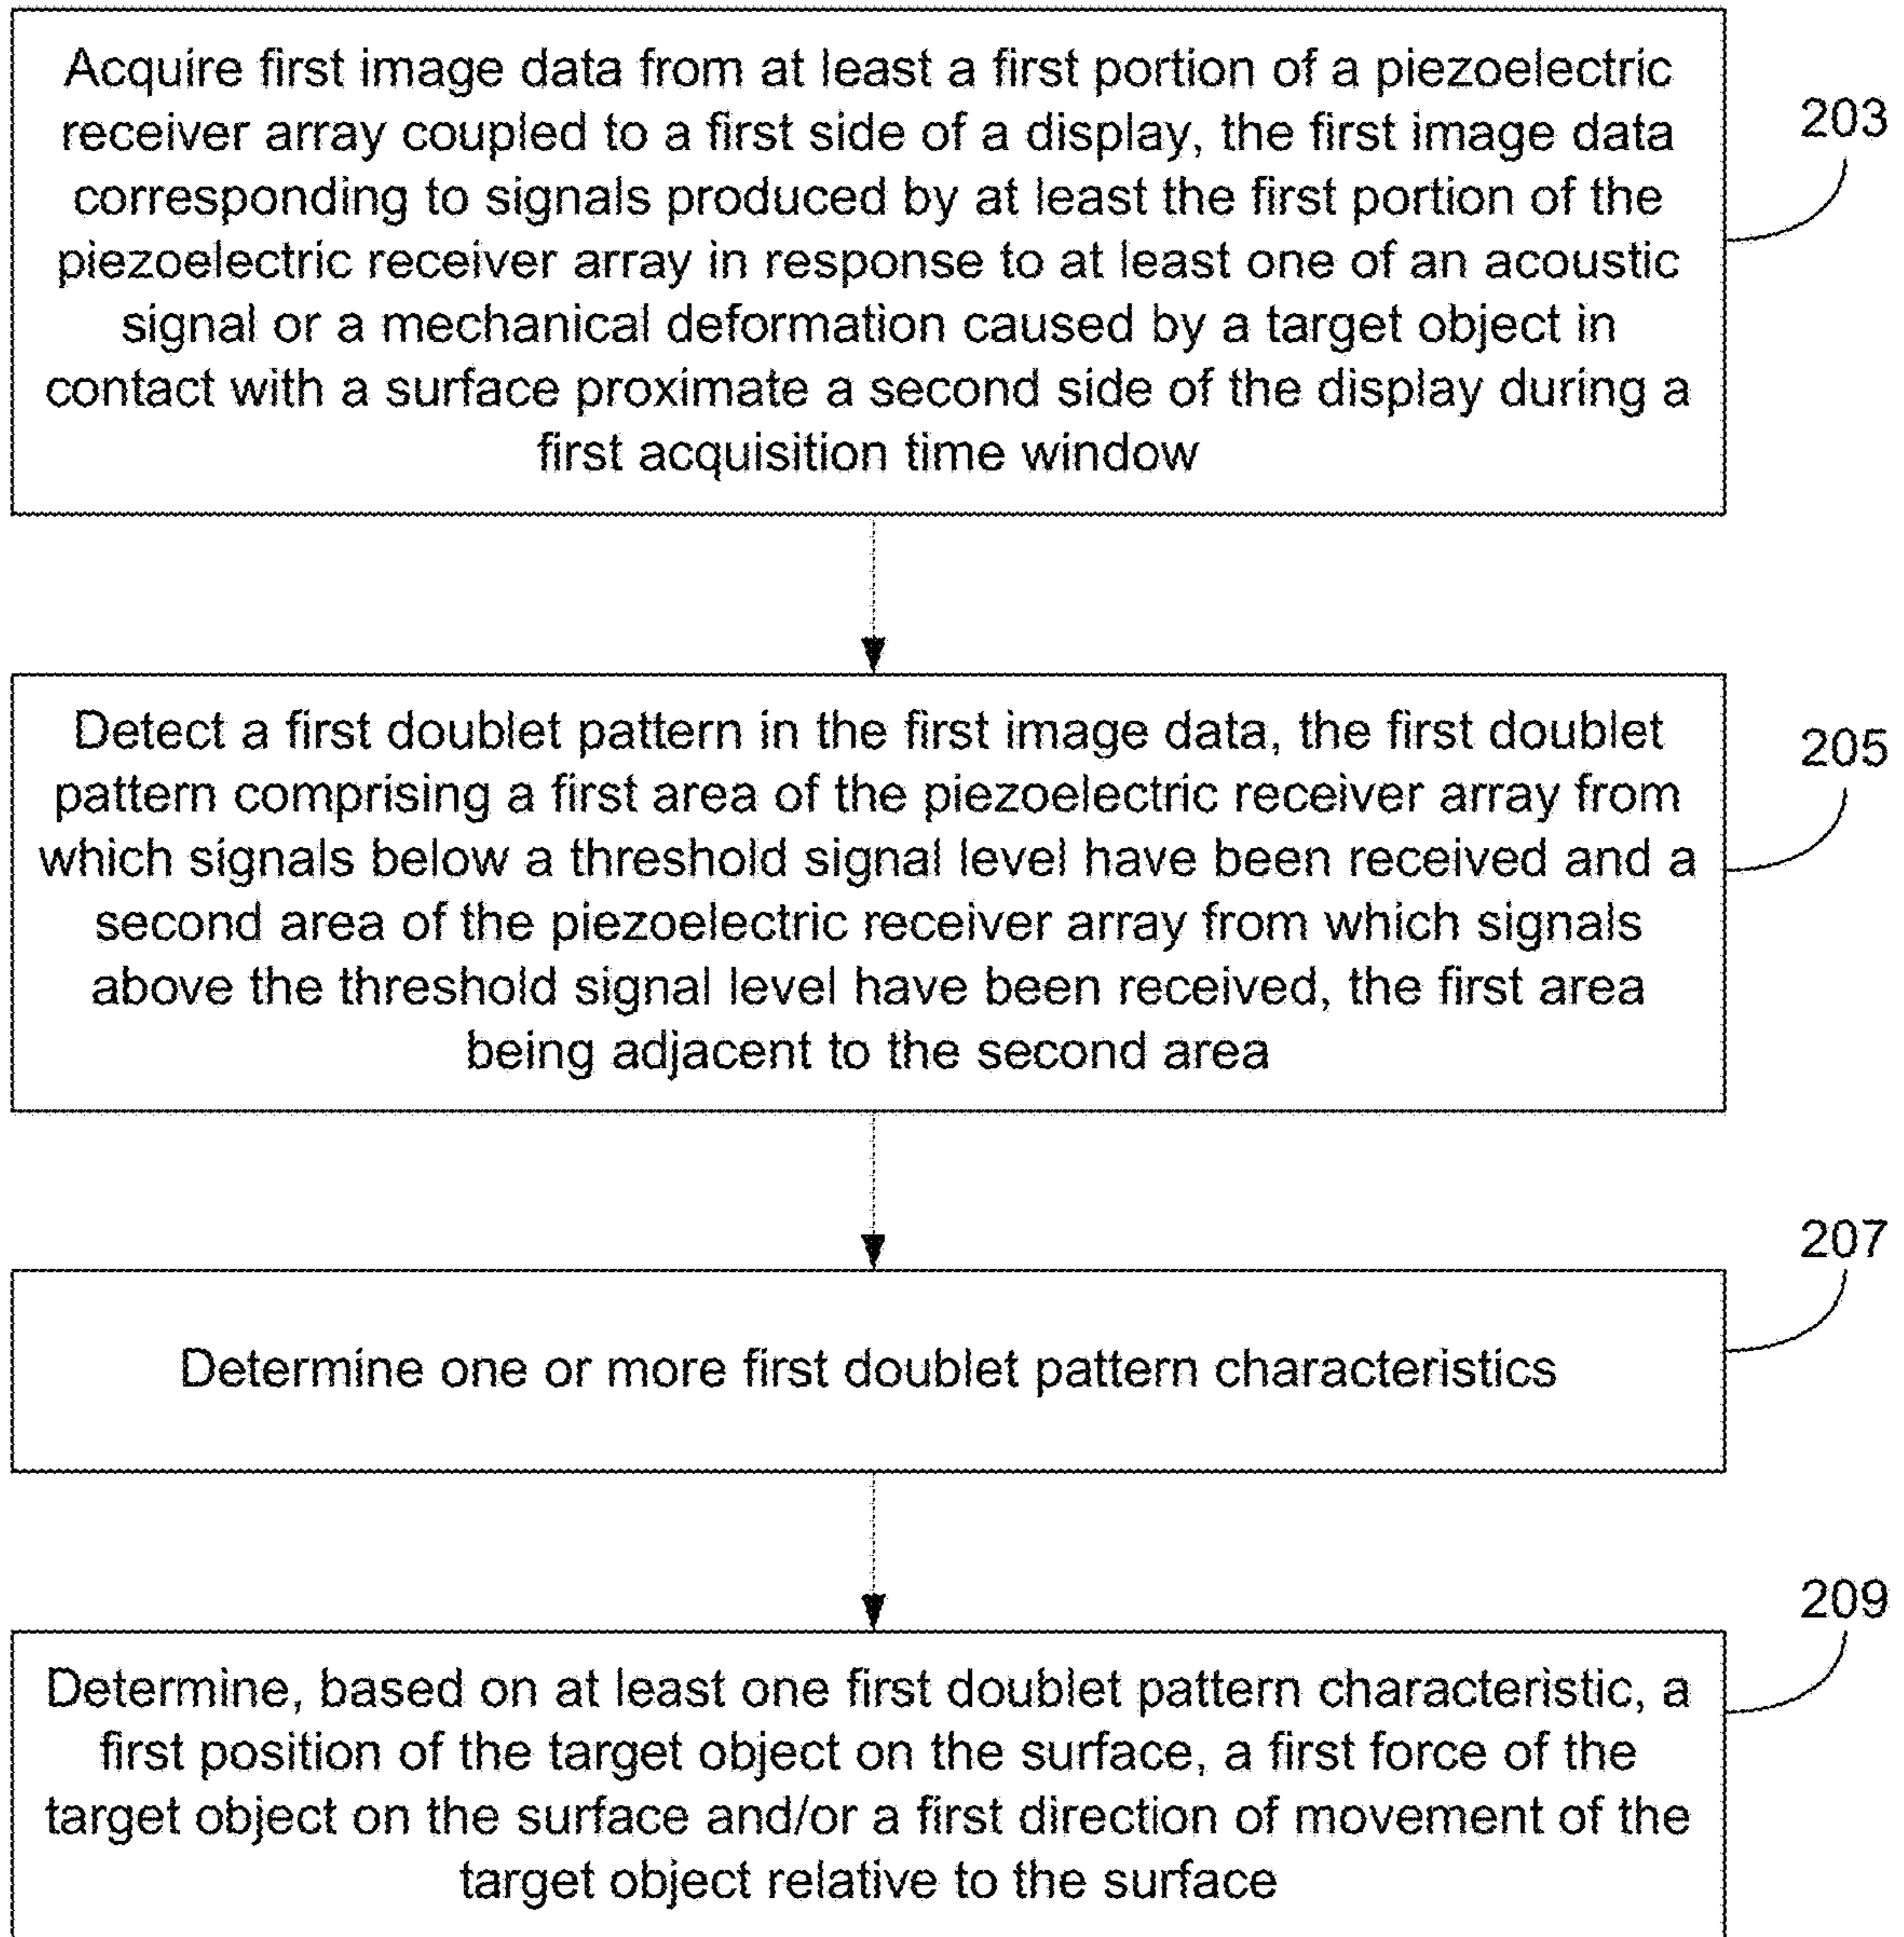 Acquire first image data from at least a first portion of a piezoelectric
receiver array coupled to a first side of a display, the first image data
corresponding to signals produced by at least the first portion of the
piezoelectric receiver array in response to at least one of an acoustic
signal or a mechanical deformation caused by a target object in
contact with a surface proximate a second side of the display during a
first acquisition time window
203
Detect a first doublet pattern in the first image data, the first doublet
pattern comprising a first area of the piezoelectric receiver array from
which signals below a threshold signal level have been received and a
second area of the piezoelectric receiver array from which signals
above the threshold signal level have been received, the first area
being adjacent to the second area
205
Determine one or more first doublet pattern characteristics
207
Determine, based on at least one first doublet pattern characteristic, a
first position of the target object on the surface, a first force of the
target object on the surface and/or a first direction of movement of the
target object relative to the surface
209